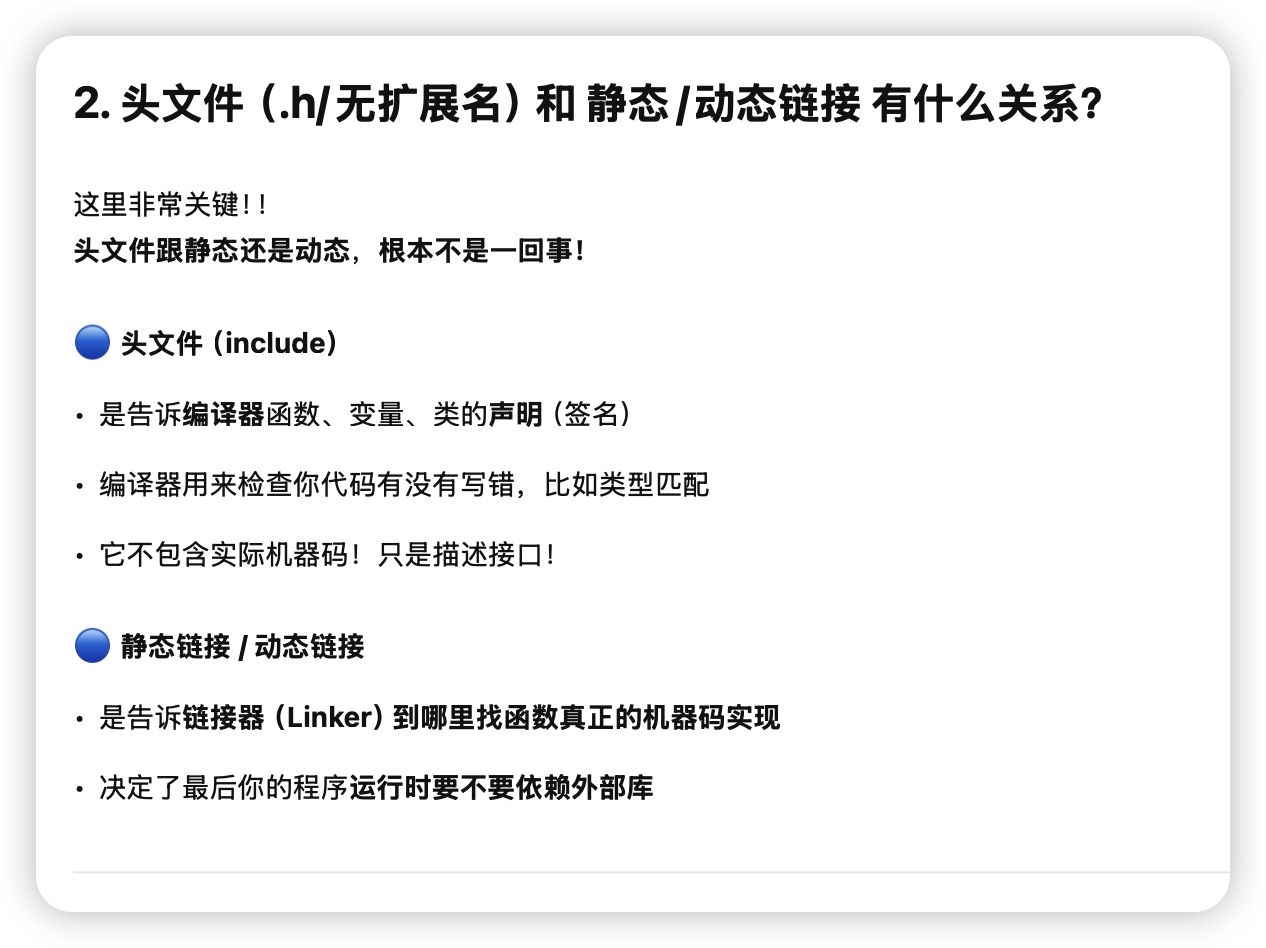 2. 头文件（.h/无扩展名）和 静态/动态链接 有什么关系？
这里非常关键！！
头文件跟静态还是动态，根本不是一回事！
🔵 头文件（include）
• 是告诉编译器函数、变量、类的声明（签名）
• 编译器用来检查你代码有没有写错，比如类型匹配
• 它不包含实际机器码！只是描述接口！
🔵 静态链接 / 动态链接
• 是告诉链接器（Linker）到哪里找函数真正的机器码实现
• 决定了最后你的程序运行时要不要依赖外部库